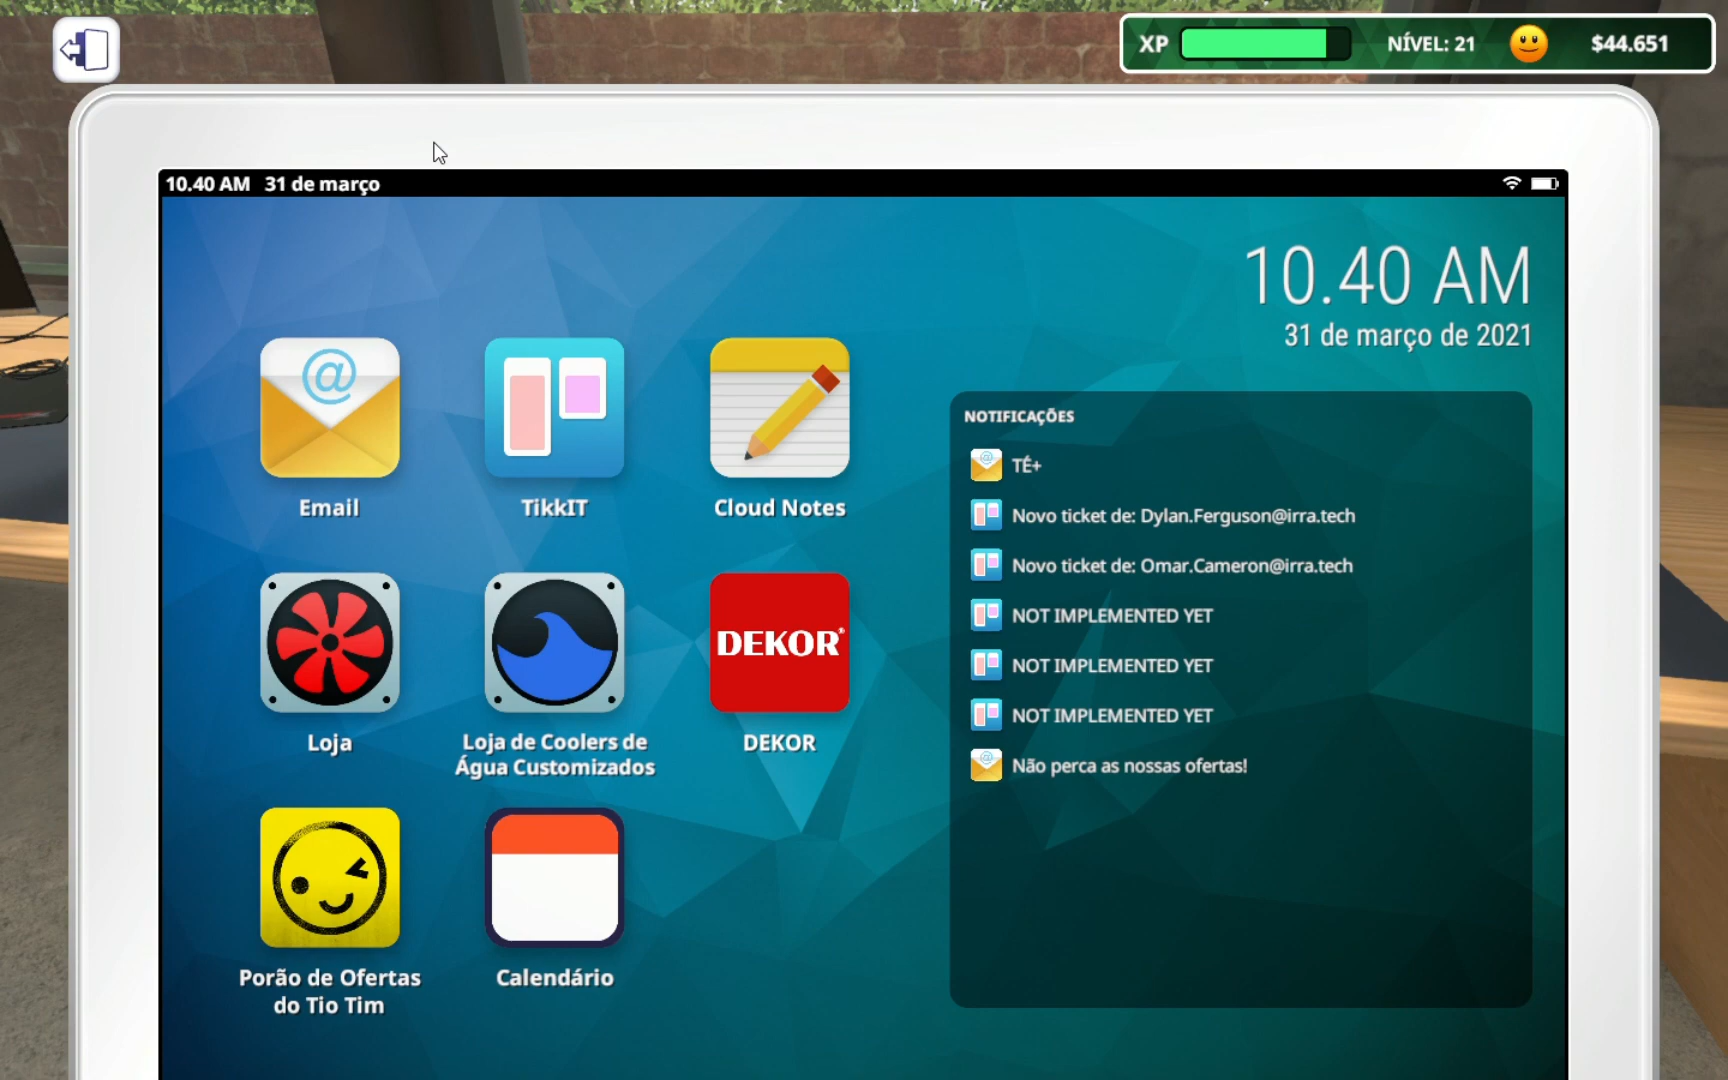 XP NÍVEL: 21 $44.651
10.40 AM 31 de março
10.40 AM
31 de março de 2021
@
Email
TikkIT
Cloud Notes
DEKOR®
Loja
Loja de Coolers de
Água Customizados
DEKOR
Porão de Ofertas
do Tio Tim
Calendário
NOTIFICAÇÕES
TÉ+
Novo ticket de: Dylan.Ferguson@irra.tech
Novo ticket de: Omar.Cameron@irra.tech
NOT IMPLEMENTED YET
NOT IMPLEMENTED YET
NOT IMPLEMENTED YET
Não perca as nossas ofertas!